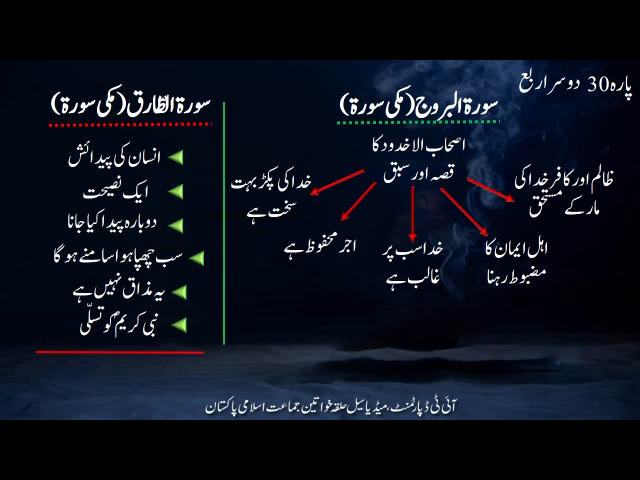 پارہ 30 دوسرا ربع
سورۃ البروج (مکی سورۃ)
اصحاب الاخدود کا
قصہ اور سبق
ظالم اور کافر خدا کی
مار کے مستحق
اہل ایمان کا
مضبوط رہنا
خدا سب پر
غالب ہے
اجر محفوظ ہے
خدا کی پکڑ بہت
سخت ہے
سورۃ الطارق (مکی سورۃ)
انسان کی پیدائش
ایک نصیحت
دوبارہ پیدا کیا جانا
سب چھپا ہوا سامنے ہو گا
یہ مذاق نہیں ہے
نبی کریمؐ کو تسلّی
آئی ٹی ڈپارٹمنٹ، میڈیا سیل حلقہ خواتین جماعت اسلامی پاکستان